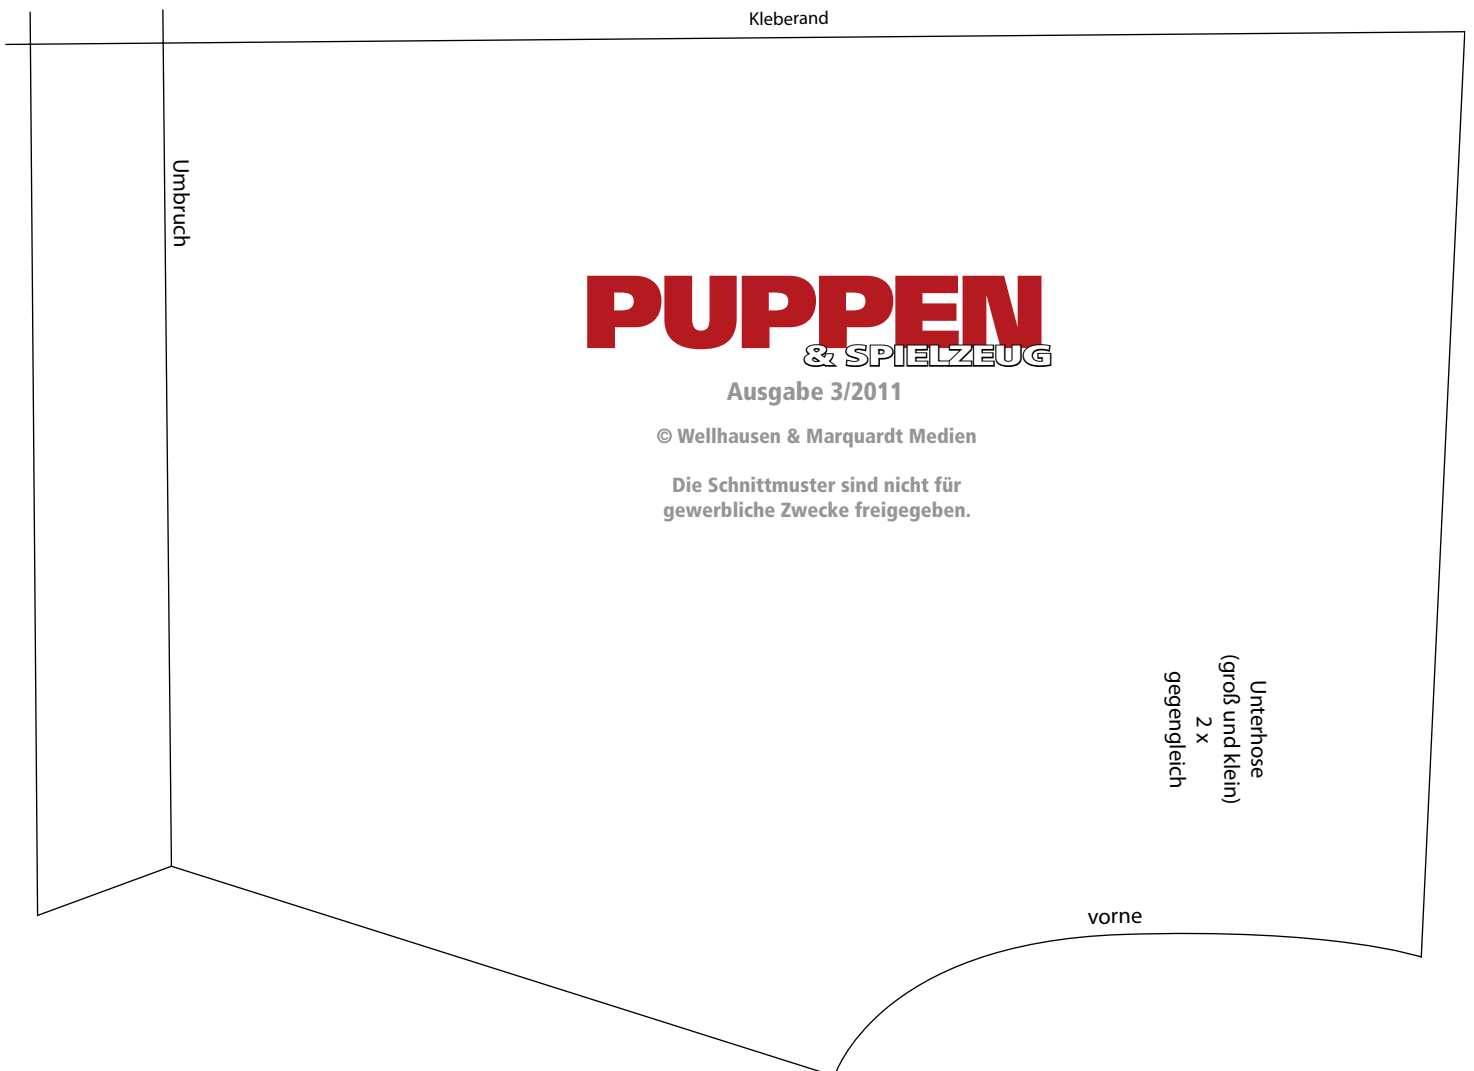 Kleberand
Umbruch
PUPPEN
& SPIELZEUG
Ausgabe 3/2011
© Wellhausen & Marquardt Medien
Die Schnittmuster sind nicht für
gewerbliche Zwecke freigegeben.
Unterhose
(groß und klein)
2 x
gegengleich
vorne